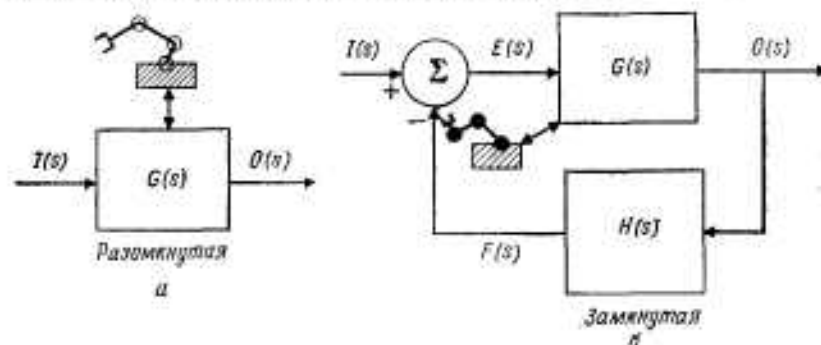 I(s)
G(s)
O(s)
Разомкнутая
а
I(s)
+
Σ
−
E(s)
G(s)
O(s)
H(s)
F(s)
Замкнутая